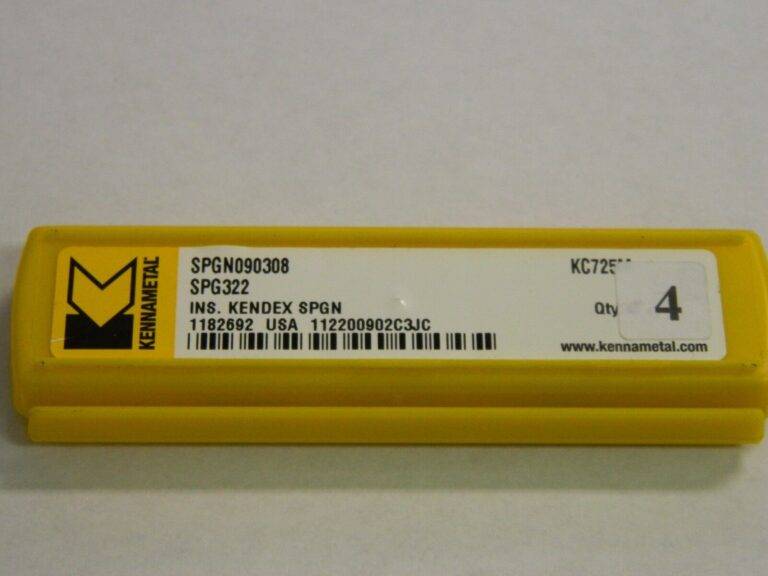 KENNAMETAL
SPGN090308
SPG322
INS. KENDEX SPGN
1182692 USA 112200902C3JC
Qty
4
www.kennametal.com